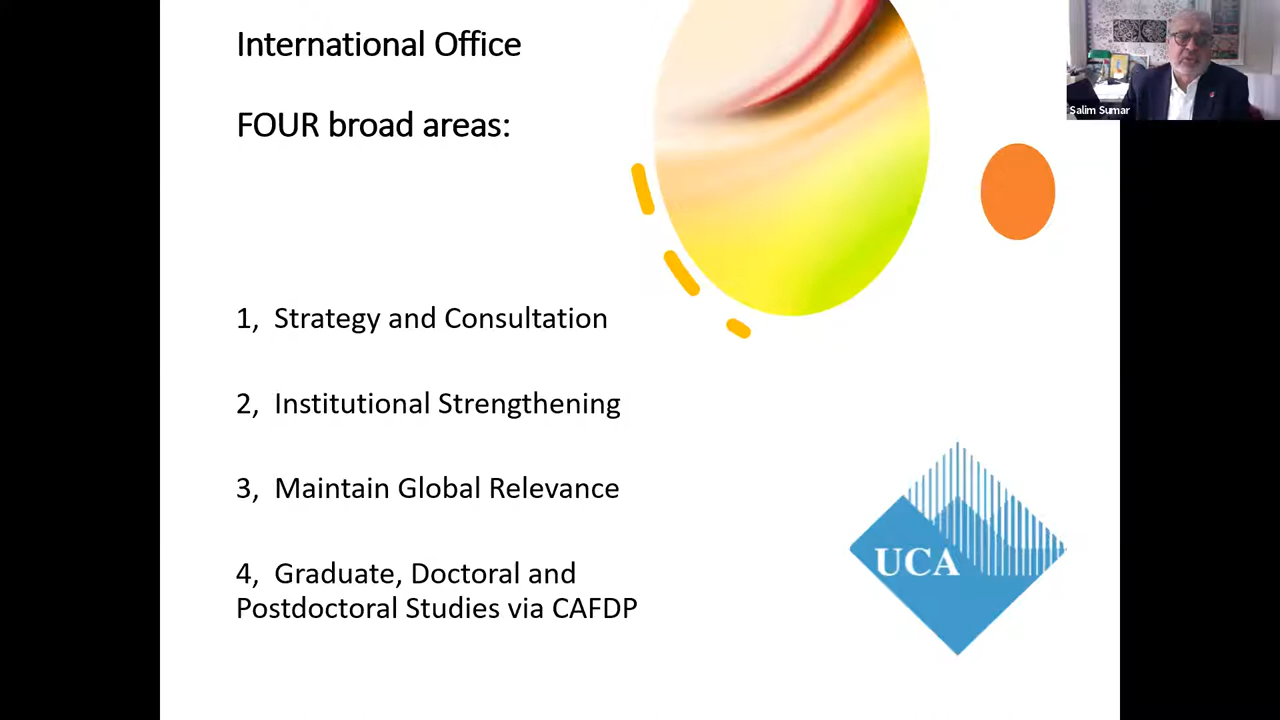 International Office
FOUR broad areas:
Salim Sumar
1, Strategy and Consultation
2, Institutional Strengthening
3, Maintain Global Relevance
4, Graduate, Doctoral and
Postdoctoral Studies via CAFDP
UCA